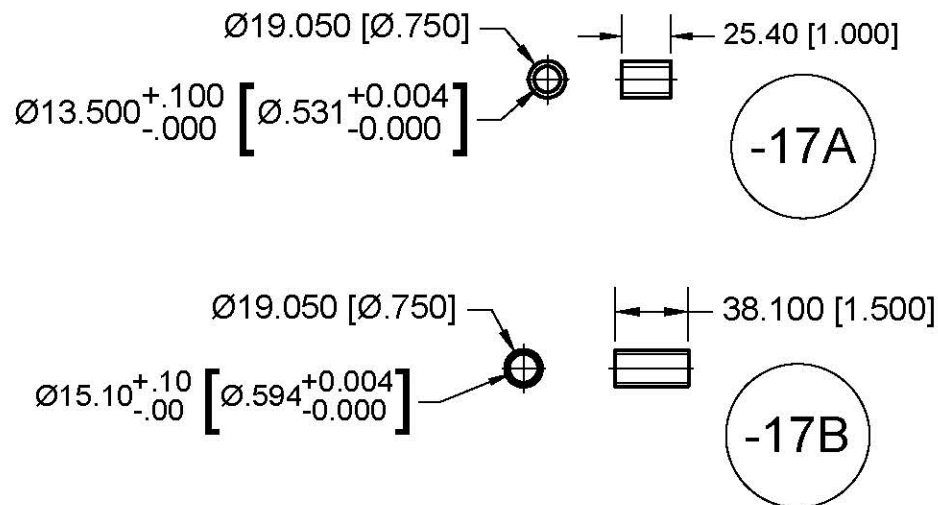 Ø19.050 [Ø.750]
25.40 [1.000]
Ø13.500 +.100 -.000 [Ø.531 +0.004 -0.000]
-17A
Ø19.050 [Ø.750]
38.100 [1.500]
Ø15.10 +.10 -.00 [Ø.594 +0.004 -0.000]
-17B